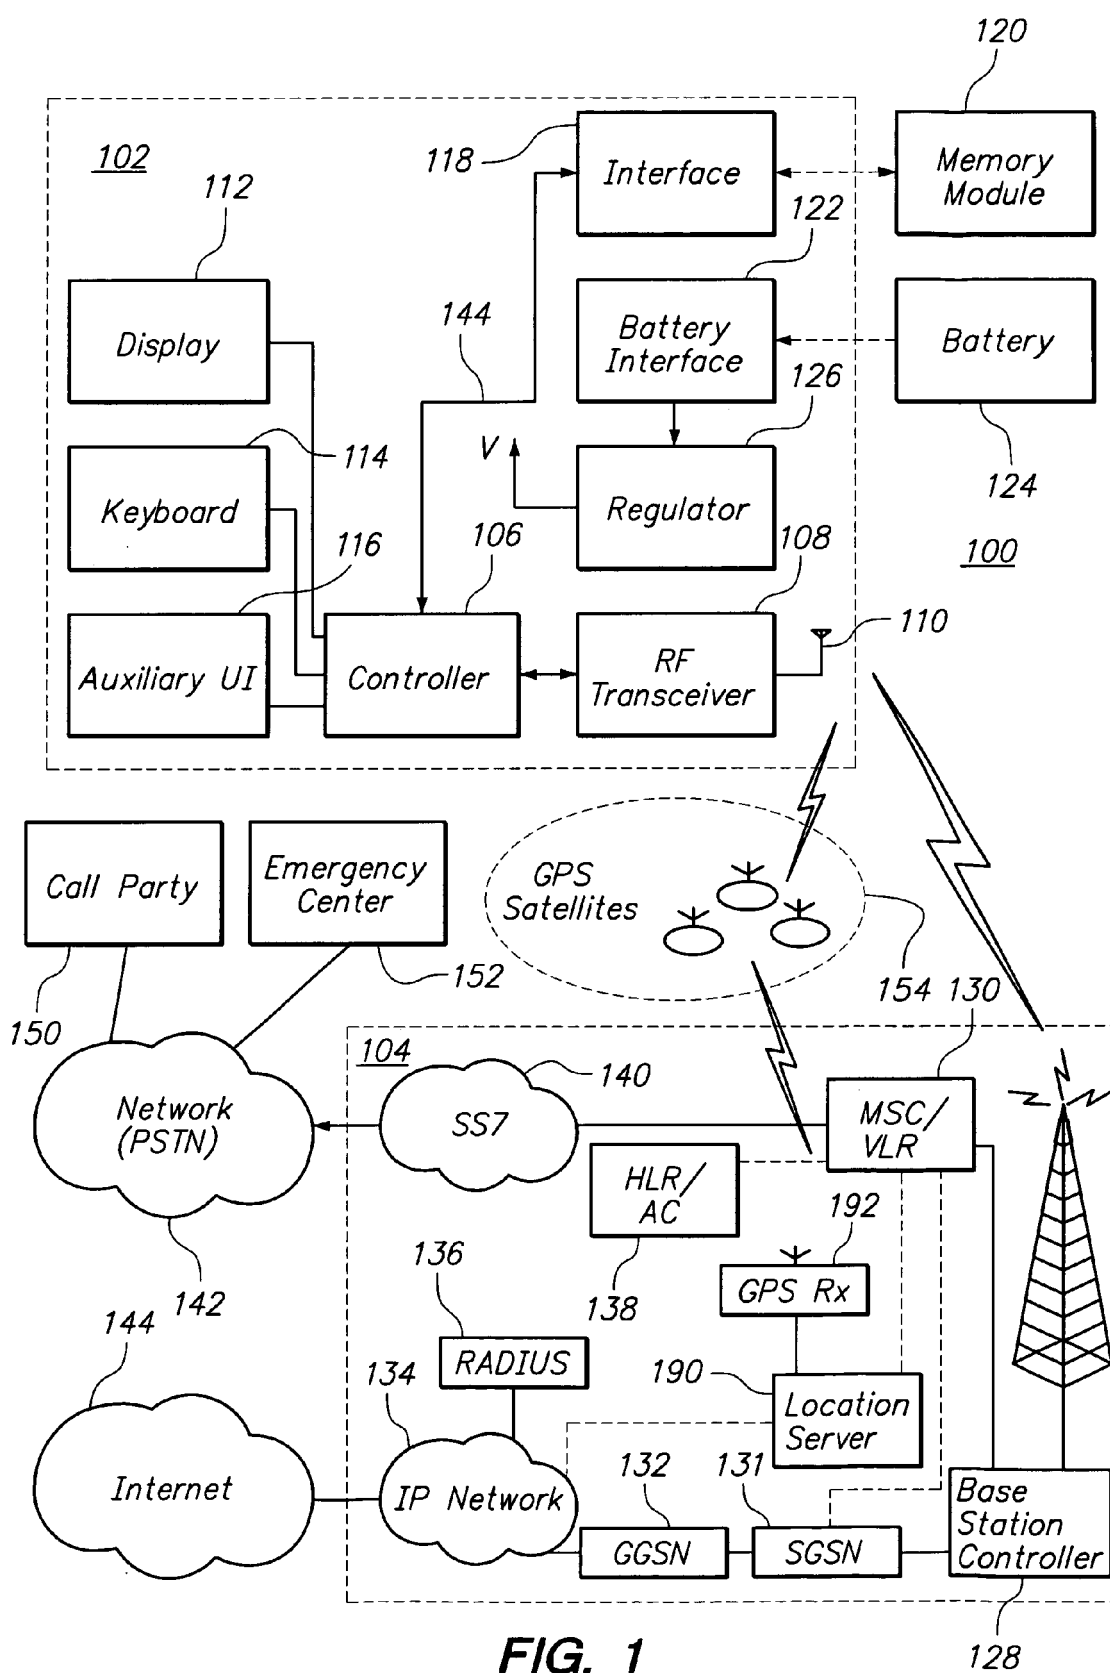 120
102
118
Interface
Memory
Module
112
122
Display
144
Battery
Interface
Battery
126
V
114
124
Keyboard
Regulator
116
106
108
100
110
Auxiliary UI
Controller
RF
Transceiver
Call Party
Emergency
Center
GPS
Satellites
150
152
154
130
104
140
Network
(PSTN)
SS7
MSC/
VLR
HLR/
AC
192
142
136
138
GPS Rx
144
RADIUS
134
190
Location
Server
Internet
IP Network
132
131
Base
Station
Controller
GGSN
SGSN
128
FIG. 1